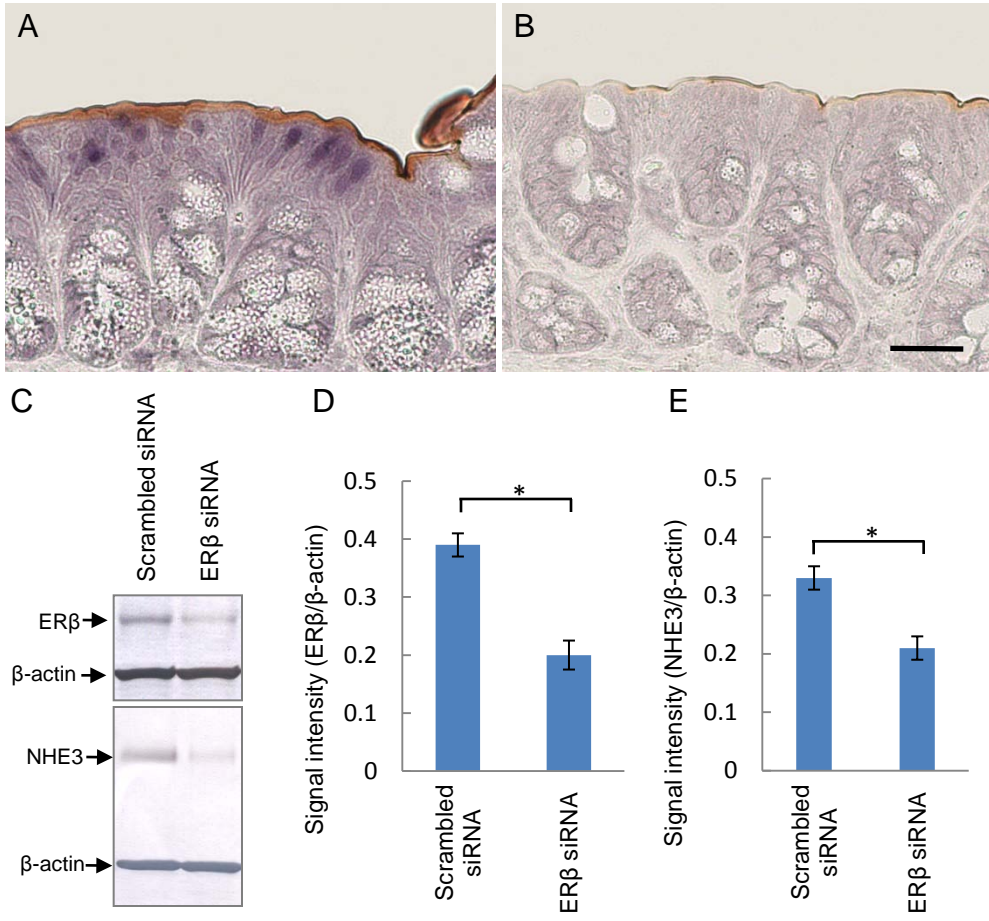 A
B
C
Scrambled siRNA
ERβ siRNA
ERβ
β-actin
NHE3
β-actin
D
Signal intensity (ERβ/β-actin)
0.5
0.4
0.3
0.2
0.1
0
*
Scrambled
siRNA
ERβ siRNA
E
Signal intensity (NHE3/β-actin)
0.5
0.4
0.3
0.2
0.1
0
*
Scrambled
siRNA
ERβ siRNA